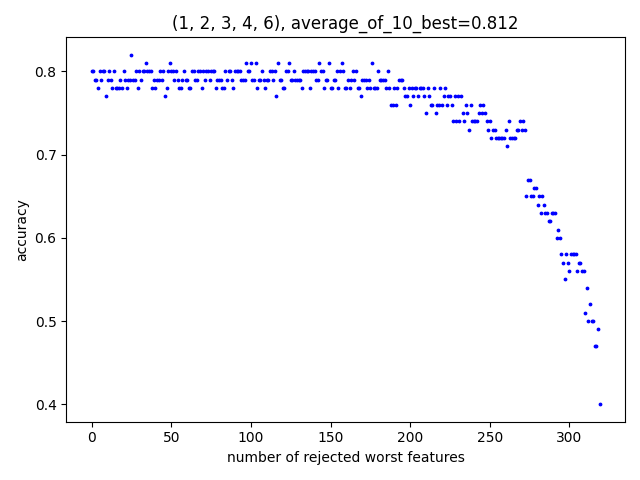 (1, 2, 3, 4, 6), average_of_10_best=0.812
accuracy
0.8
0.7
0.6
0.5
0.4
0 50 100 150 200 250 300
number of rejected worst features